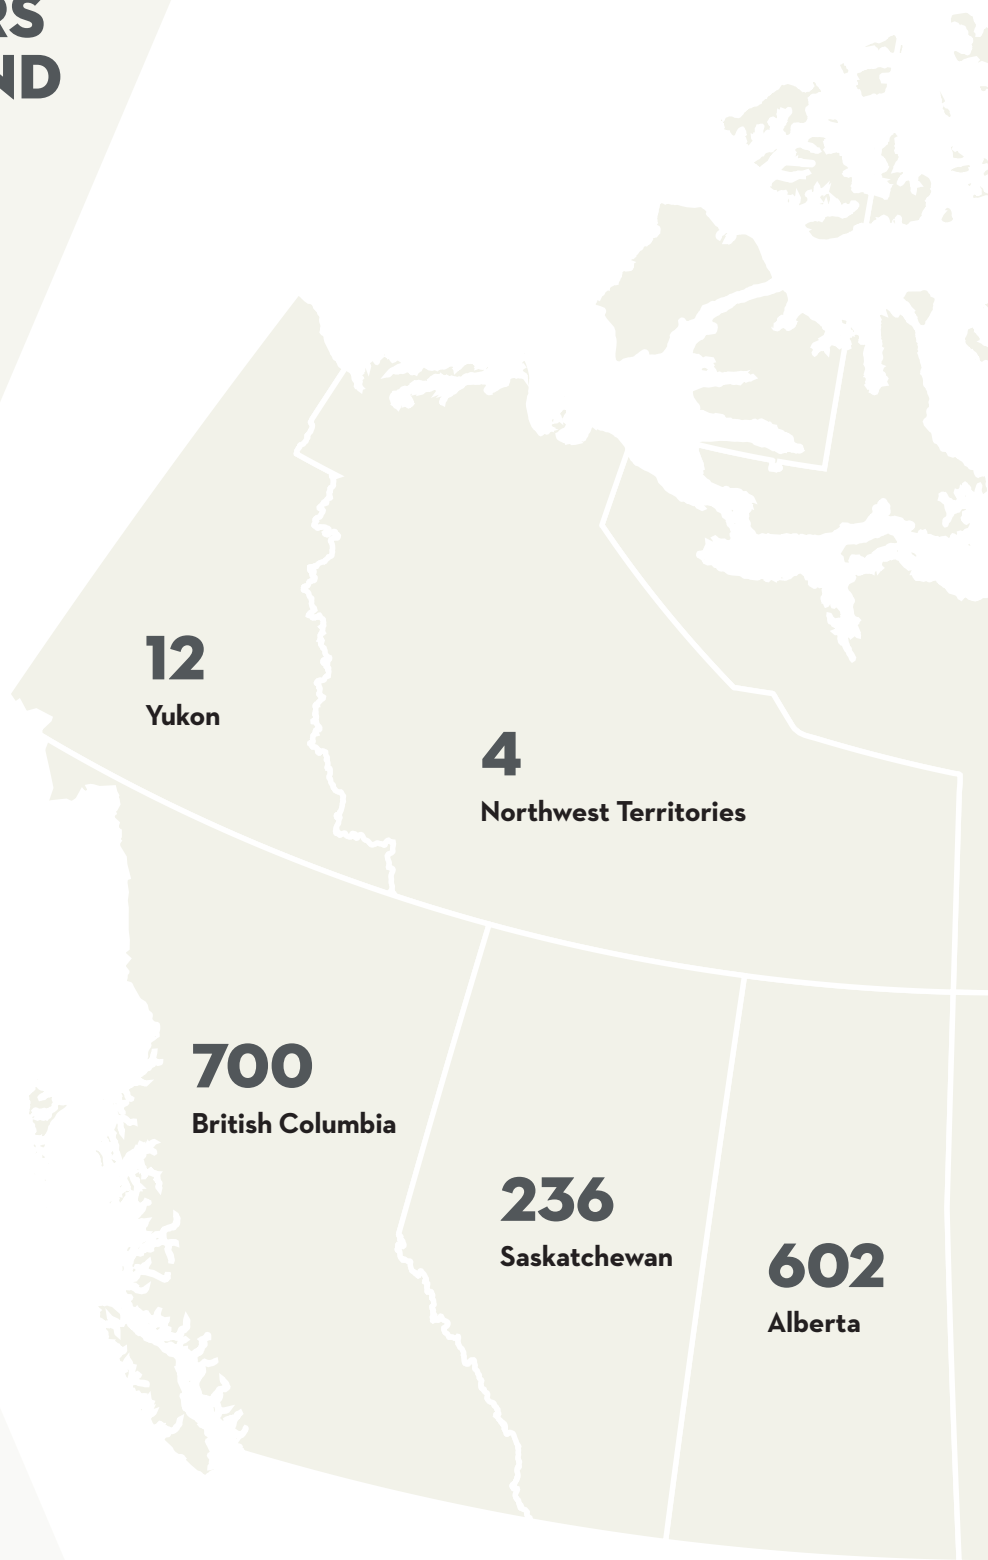 RS
ND
12
Yukon
4
Northwest Territories
700
British Columbia
236
Saskatchewan
602
Alberta